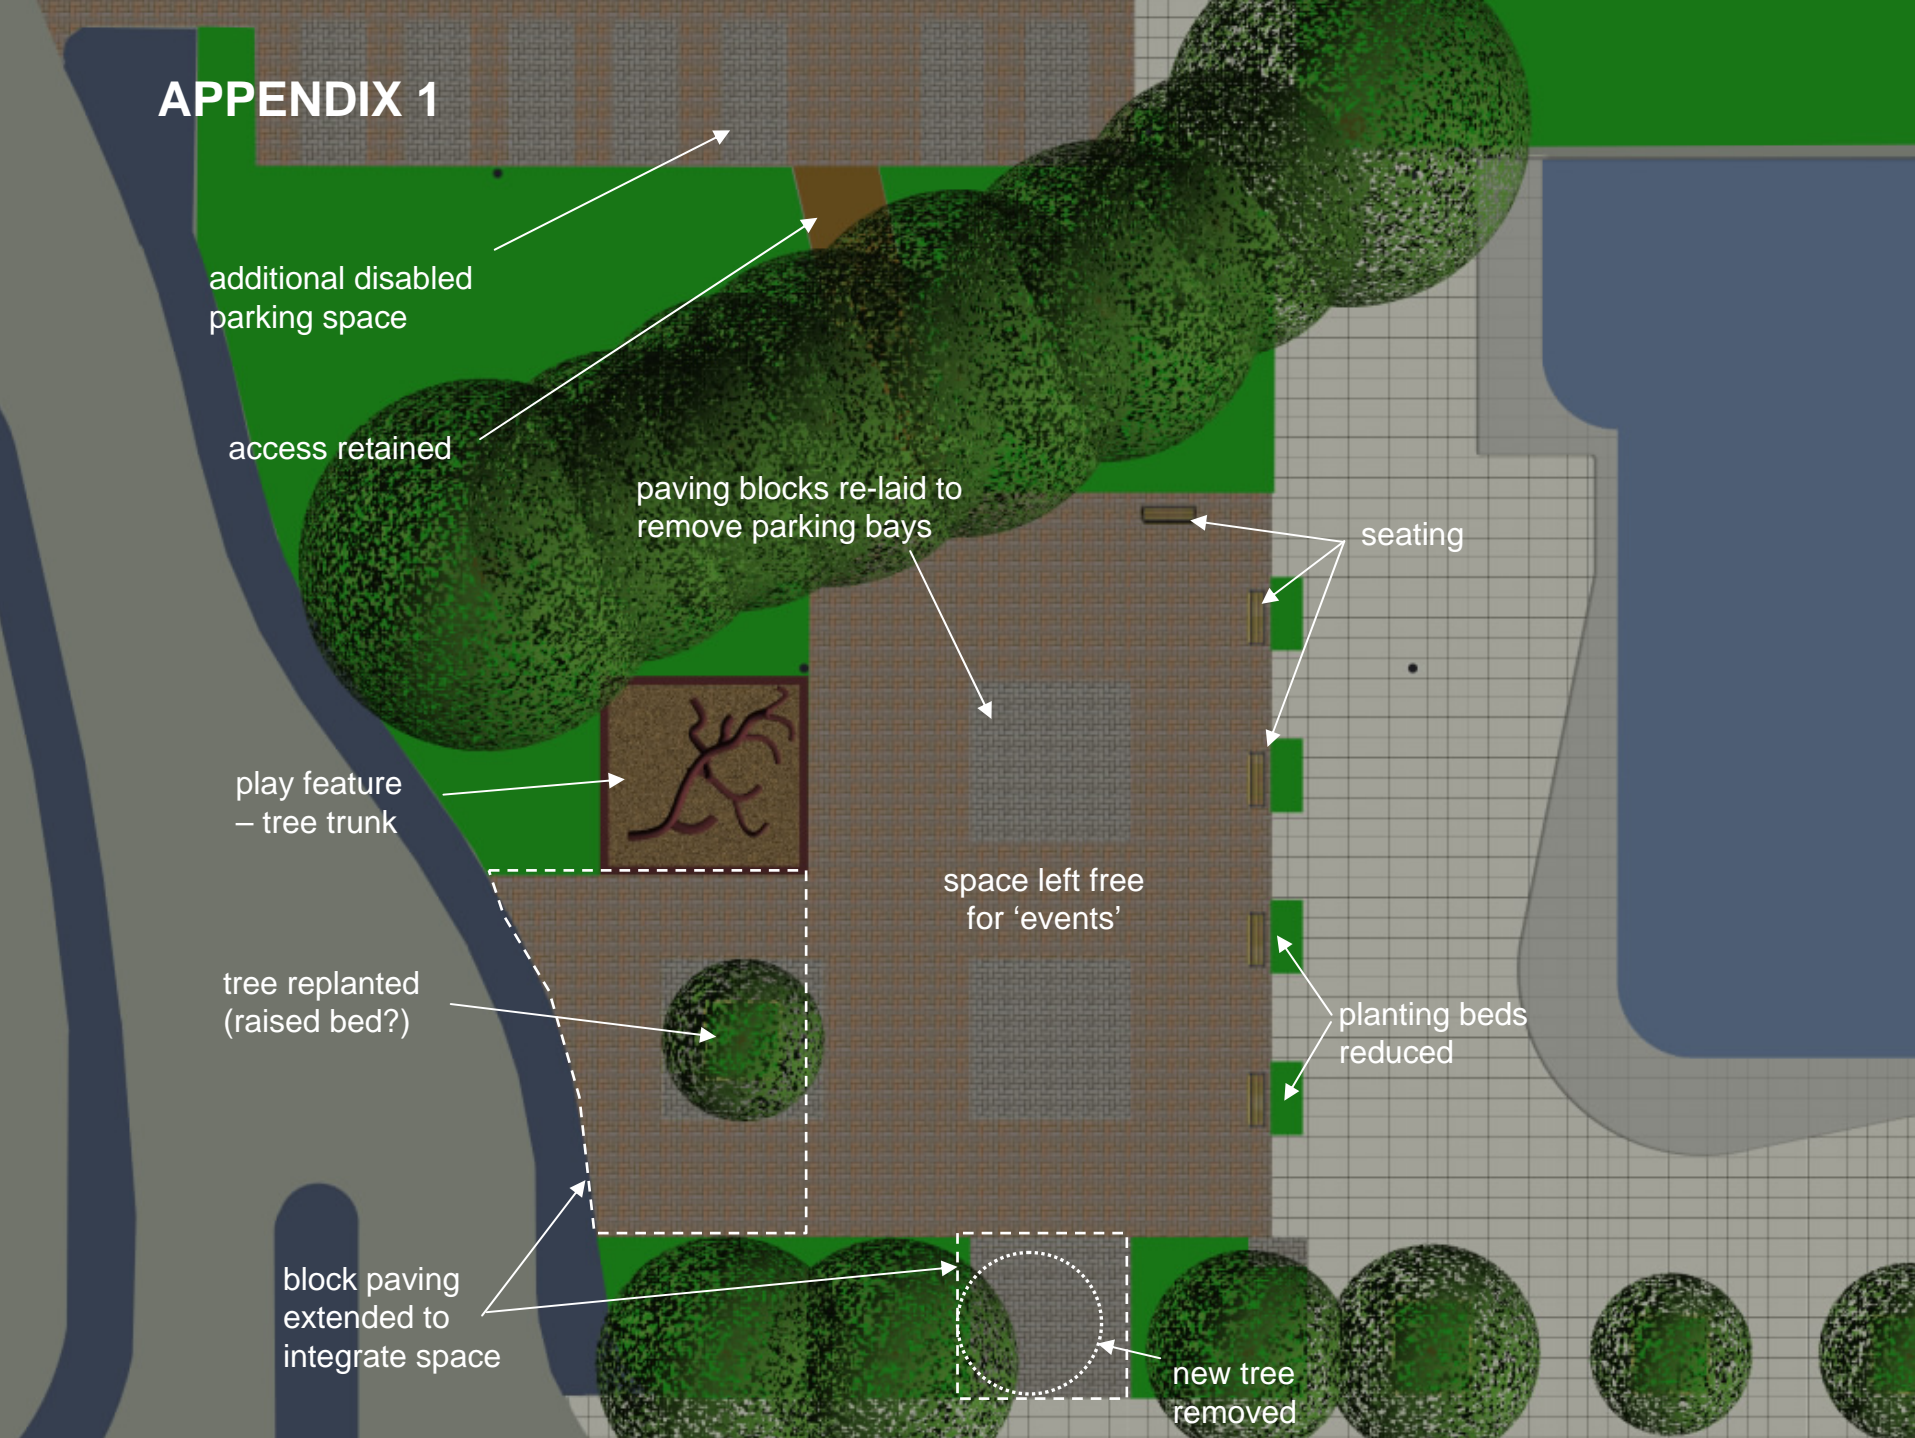 APPENDIX 1
additional disabled
parking space
access retained
paving blocks re-laid to
remove parking bays
seating
play feature
– tree trunk
space left free
for ‘events’
tree replanted
(raised bed?)
planting beds
reduced
block paving
extended to
integrate space
new tree
removed